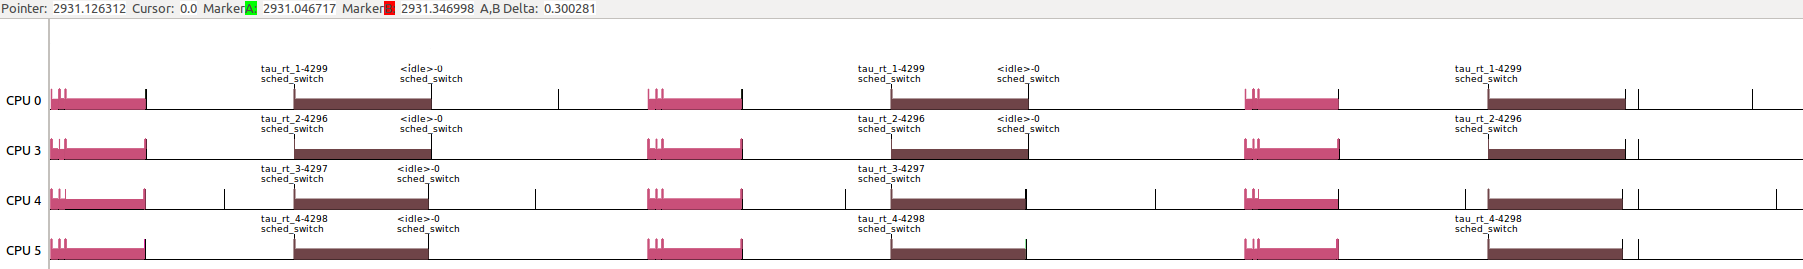 Pointer: 2931.126312 Cursor: 0.0 MarkerA: 2931.046717 MarkerB: 2931.346998 A,B Delta: 0.300281
tau_rt_1-4299 <idle>-0 tau_rt_1-4299 <idle>-0 tau_rt_1-4299
sched_switch sched_switch sched_switch sched_switch sched_switch
CPU 0
tau_rt_2-4296 <idle>-0 tau_rt_2-4296 <idle>-0 tau_rt_2-4296
sched_switch sched_switch sched_switch sched_switch sched_switch
CPU 3
tau_rt_3-4297 <idle>-0 tau_rt_3-4297
sched_switch sched_switch sched_switch
CPU 4
tau_rt_4-4298 <idle>-0 tau_rt_4-4298 tau_rt_4-4298
sched_switch sched_switch sched_switch sched_switch
CPU 5